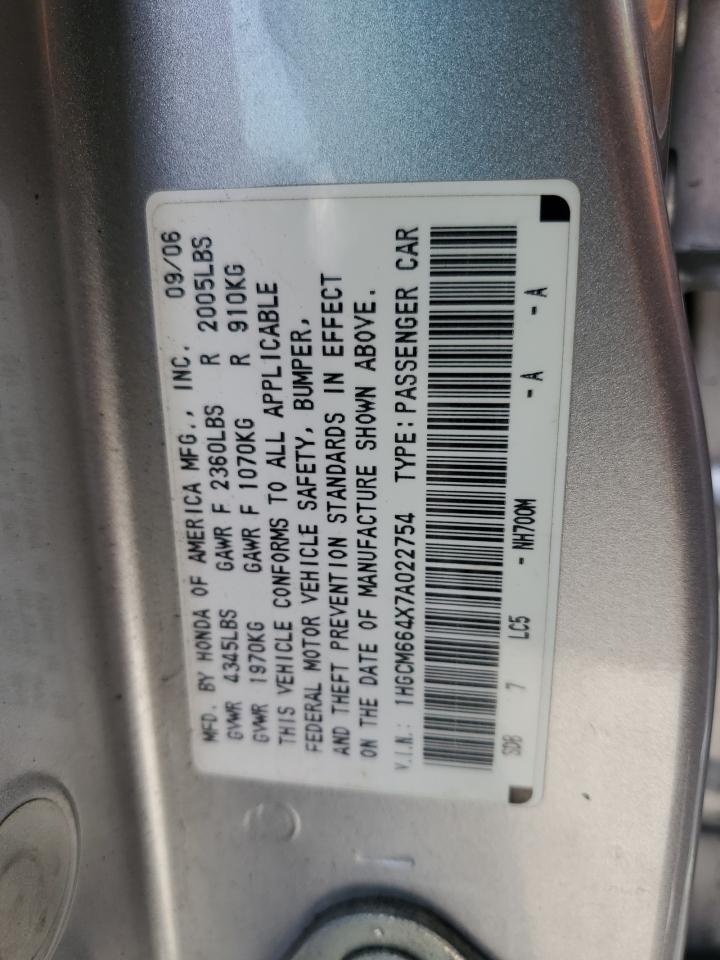 MFD. BY HONDA OF AMERICA MFG., INC. 09/06
GVWR 4345LBS GAWR F 2360LBS R 2005LBS
GVWR 1970KG GAWR F 1070KG R 910KG
THIS VEHICLE CONFORMS TO ALL APPLICABLE
FEDERAL MOTOR VEHICLE SAFETY, BUMPER,
AND THEFT PREVENTION STANDARDS IN EFFECT
ON THE DATE OF MANUFACTURE SHOWN ABOVE.
V.I.N.: 1HGCM664X7A022754 TYPE: PASSENGER CAR
SDB 7 LC5 - NH700M - A - A